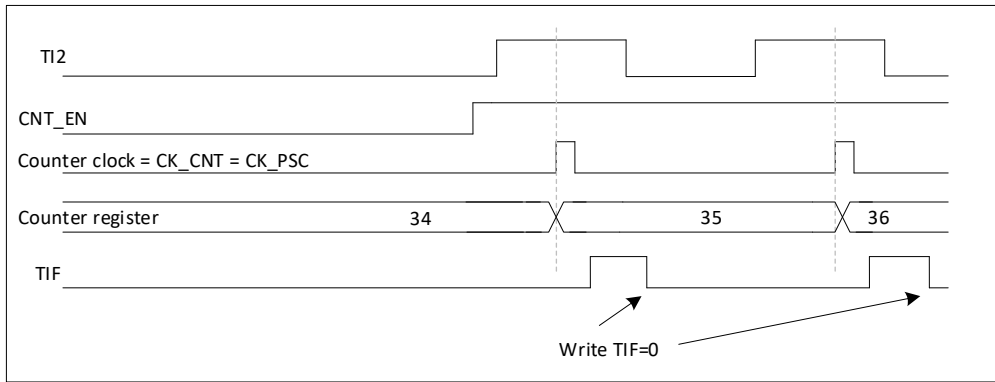 TI2
CNT_EN
Counter clock = CK_CNT = CK_PSC
Counter register
34
35
36
TIF
Write TIF=0